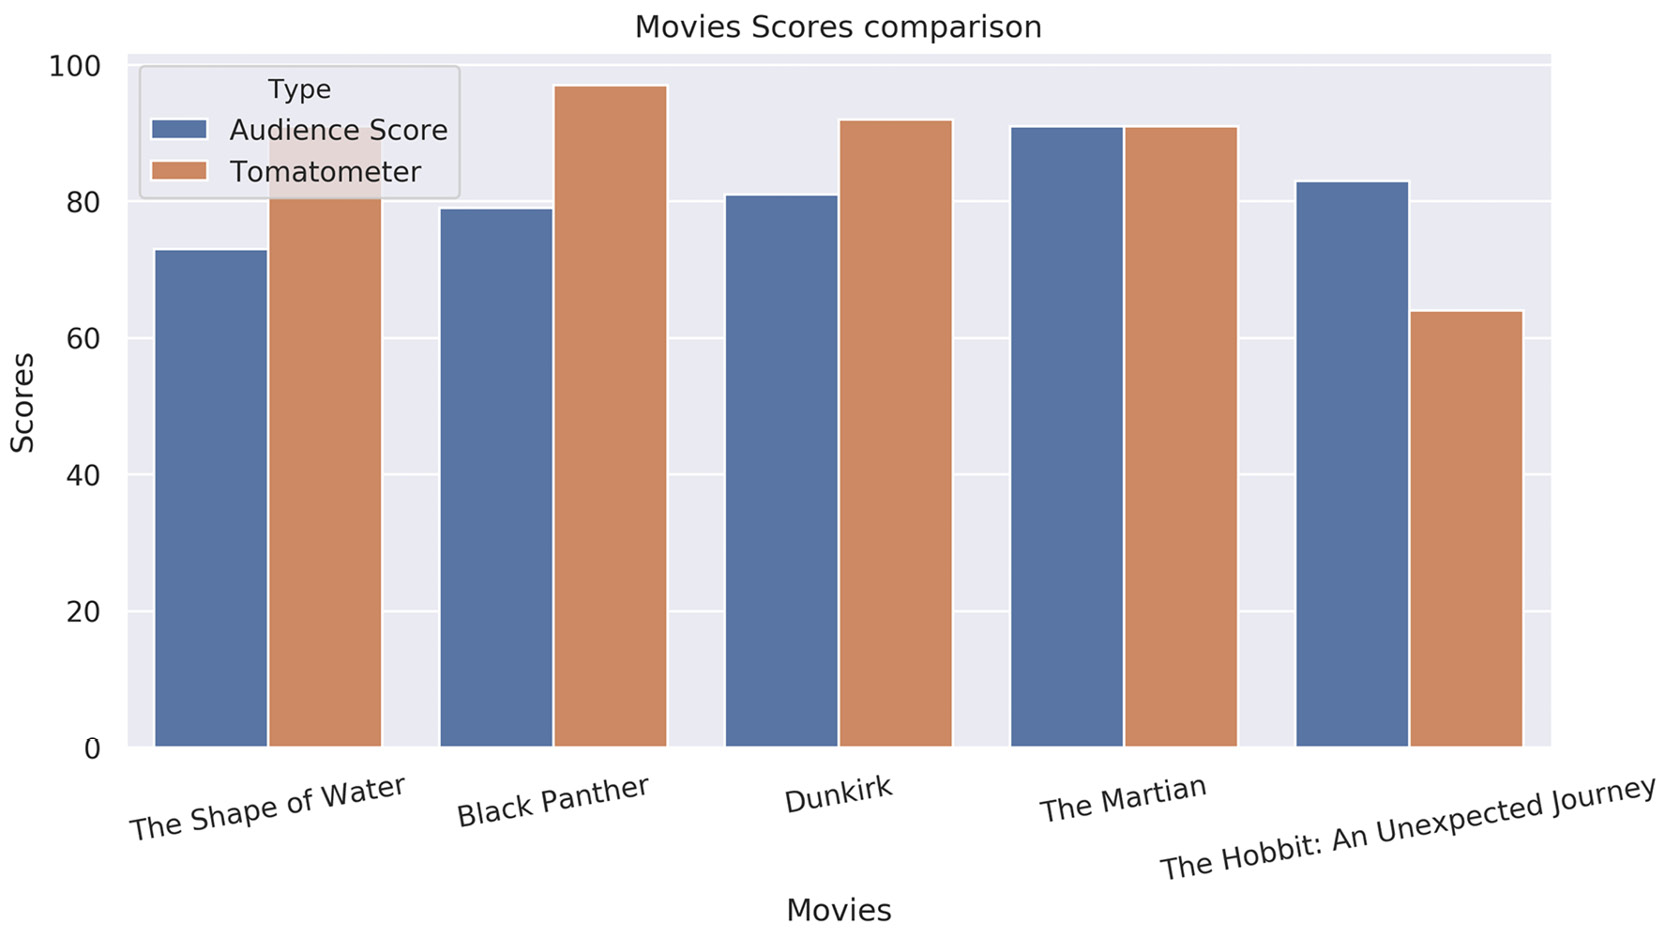 Movies Scores comparison
Type
Audience Score
Tomatometer
100
80
60
40
20
0
Scores
The Shape of Water
Black Panther
Dunkirk
The Martian
The Hobbit: An Unexpected Journey
Movies